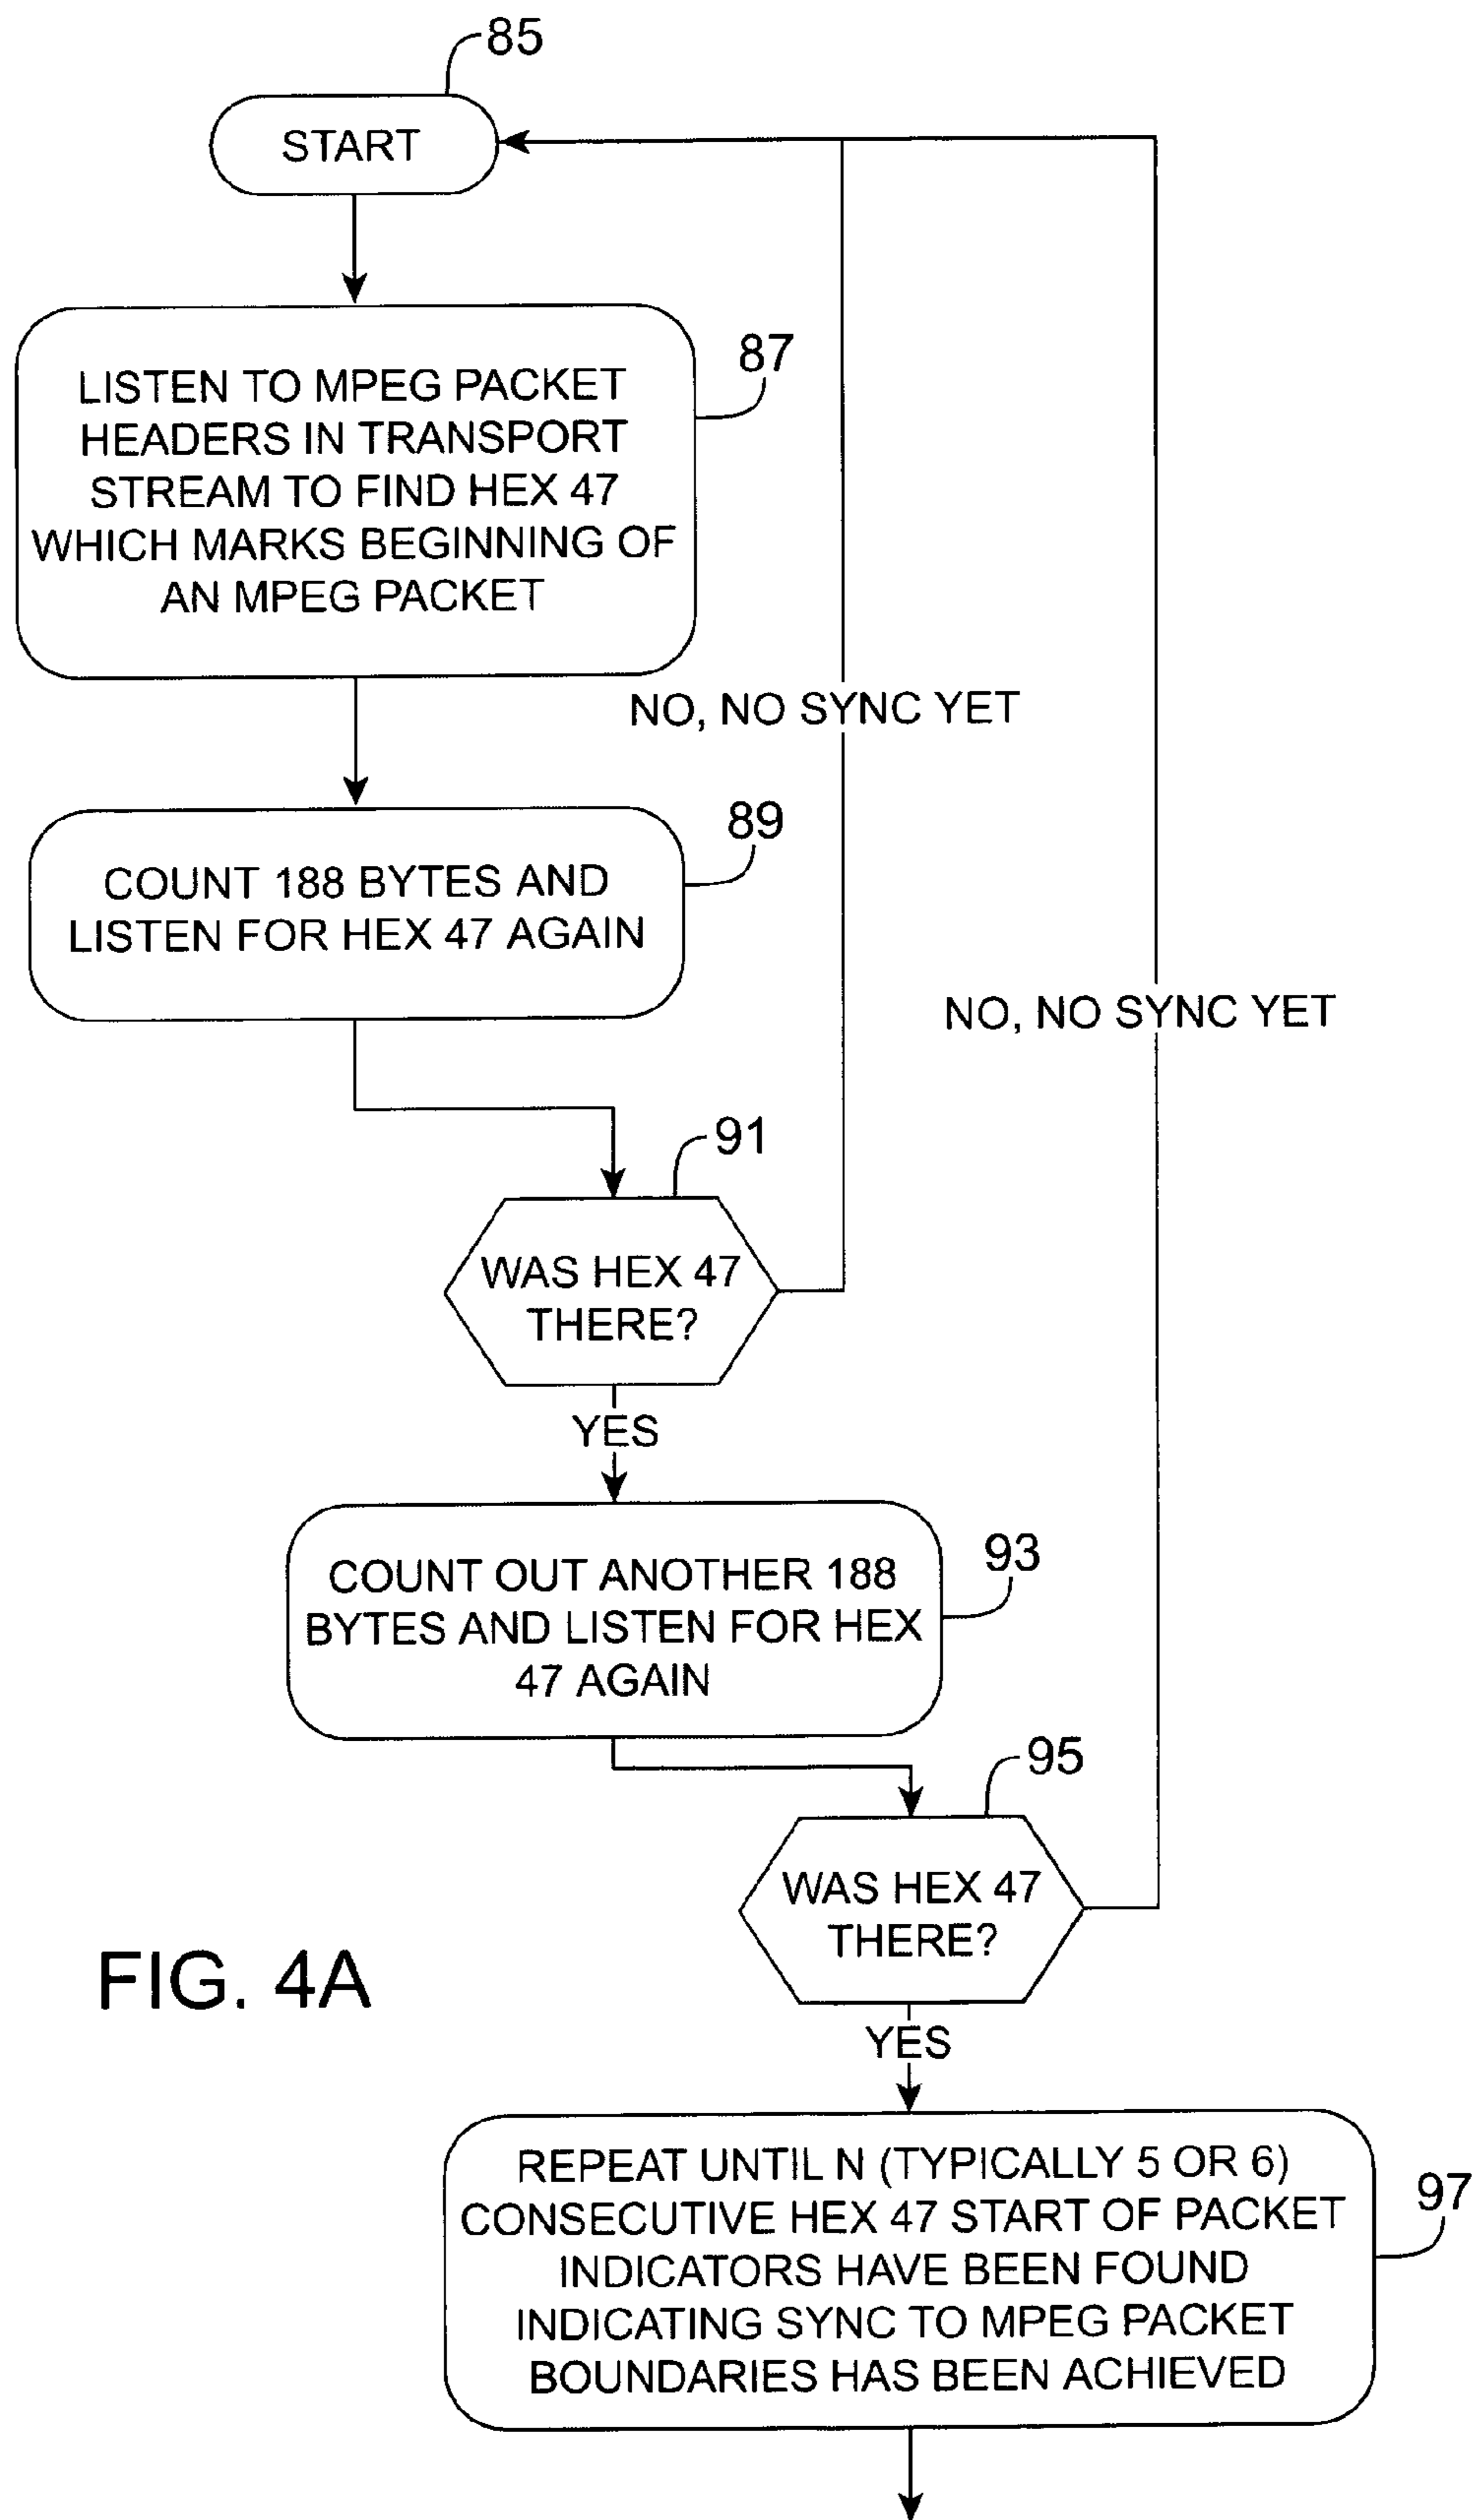 85
START
87
LISTEN TO MPEG PACKET
HEADERS IN TRANSPORT
STREAM TO FIND HEX 47
WHICH MARKS BEGINNING OF
AN MPEG PACKET
NO, NO SYNC YET
89
COUNT 188 BYTES AND
LISTEN FOR HEX 47 AGAIN
NO, NO SYNC YET
91
WAS HEX 47
THERE?
YES
93
COUNT OUT ANOTHER 188
BYTES AND LISTEN FOR HEX
47 AGAIN
95
WAS HEX 47
THERE?
FIG. 4A
YES
97
REPEAT UNTIL N (TYPICALLY 5 OR 6)
CONSECUTIVE HEX 47 START OF PACKET
INDICATORS HAVE BEEN FOUND
INDICATING SYNC TO MPEG PACKET
BOUNDARIES HAS BEEN ACHIEVED